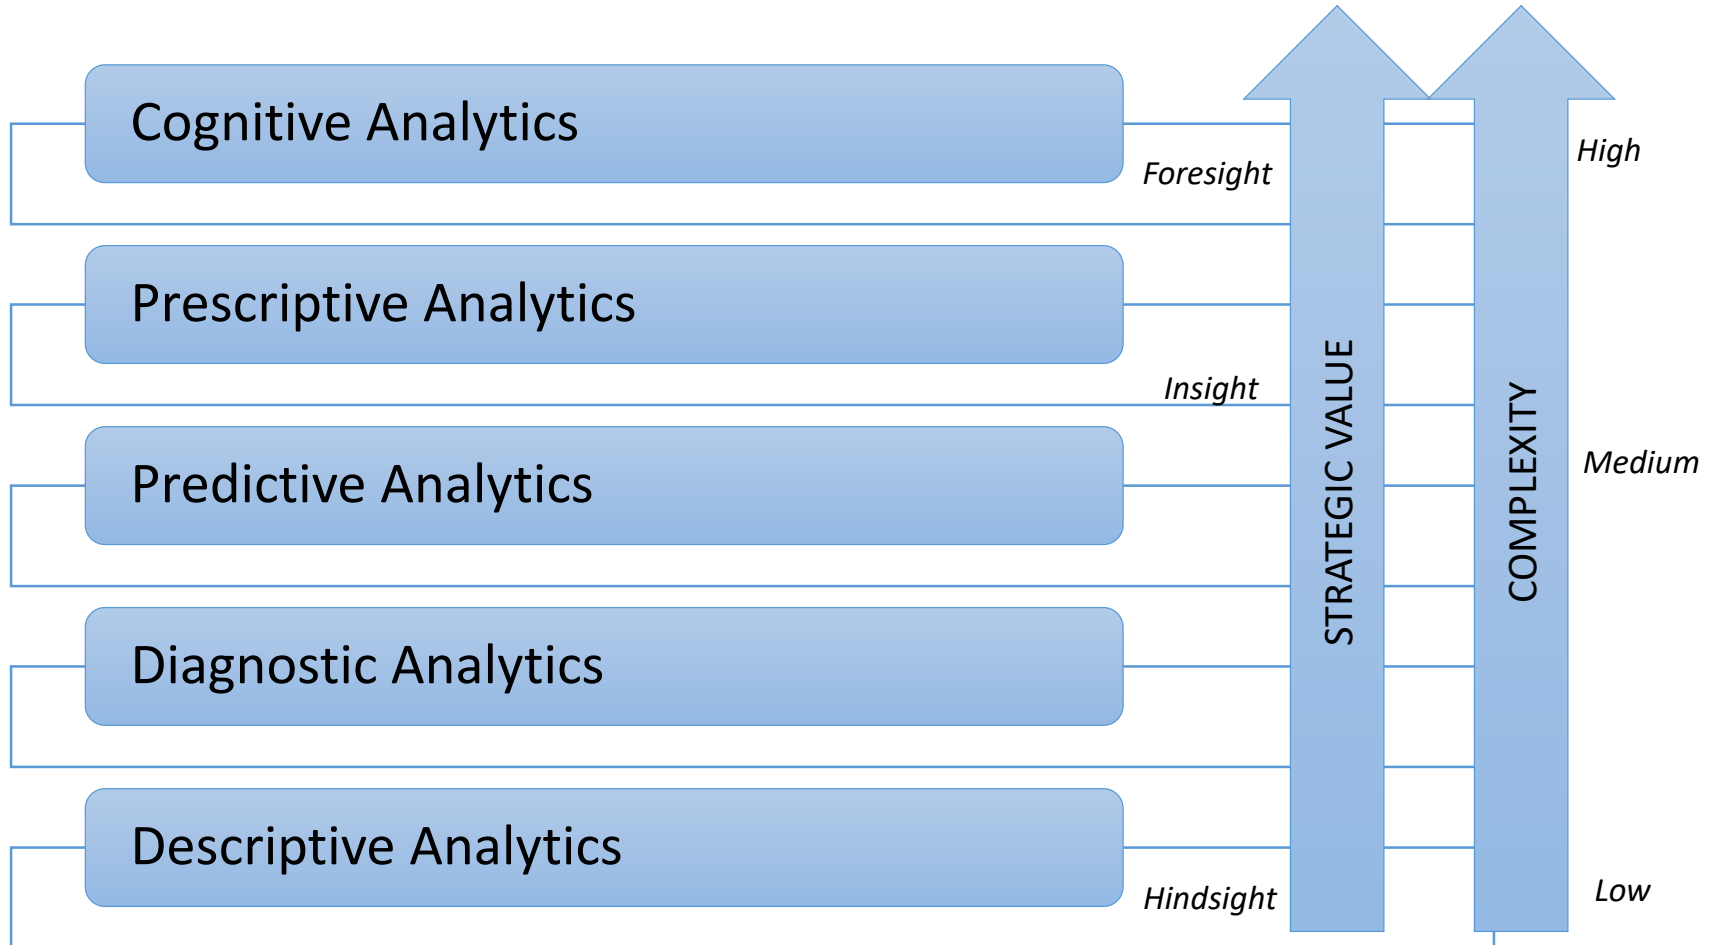 Cognitive Analytics
High
Foresight
Prescriptive Analytics
Insight
STRATEGIC VALUE
COMPLEXITY
Predictive Analytics
Medium
Diagnostic Analytics
Descriptive Analytics
Hindsight
Low